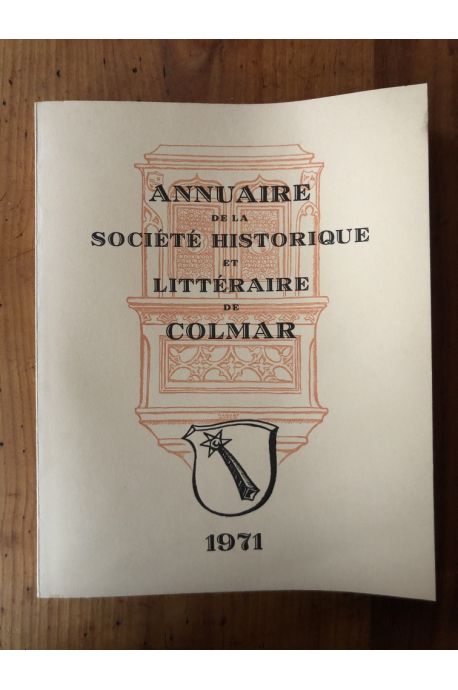 ANNUAIRE
DE LA
SOCIÉTÉ HISTORIQUE
ET
LITTÉRAIRE
DE
COLMAR
1971